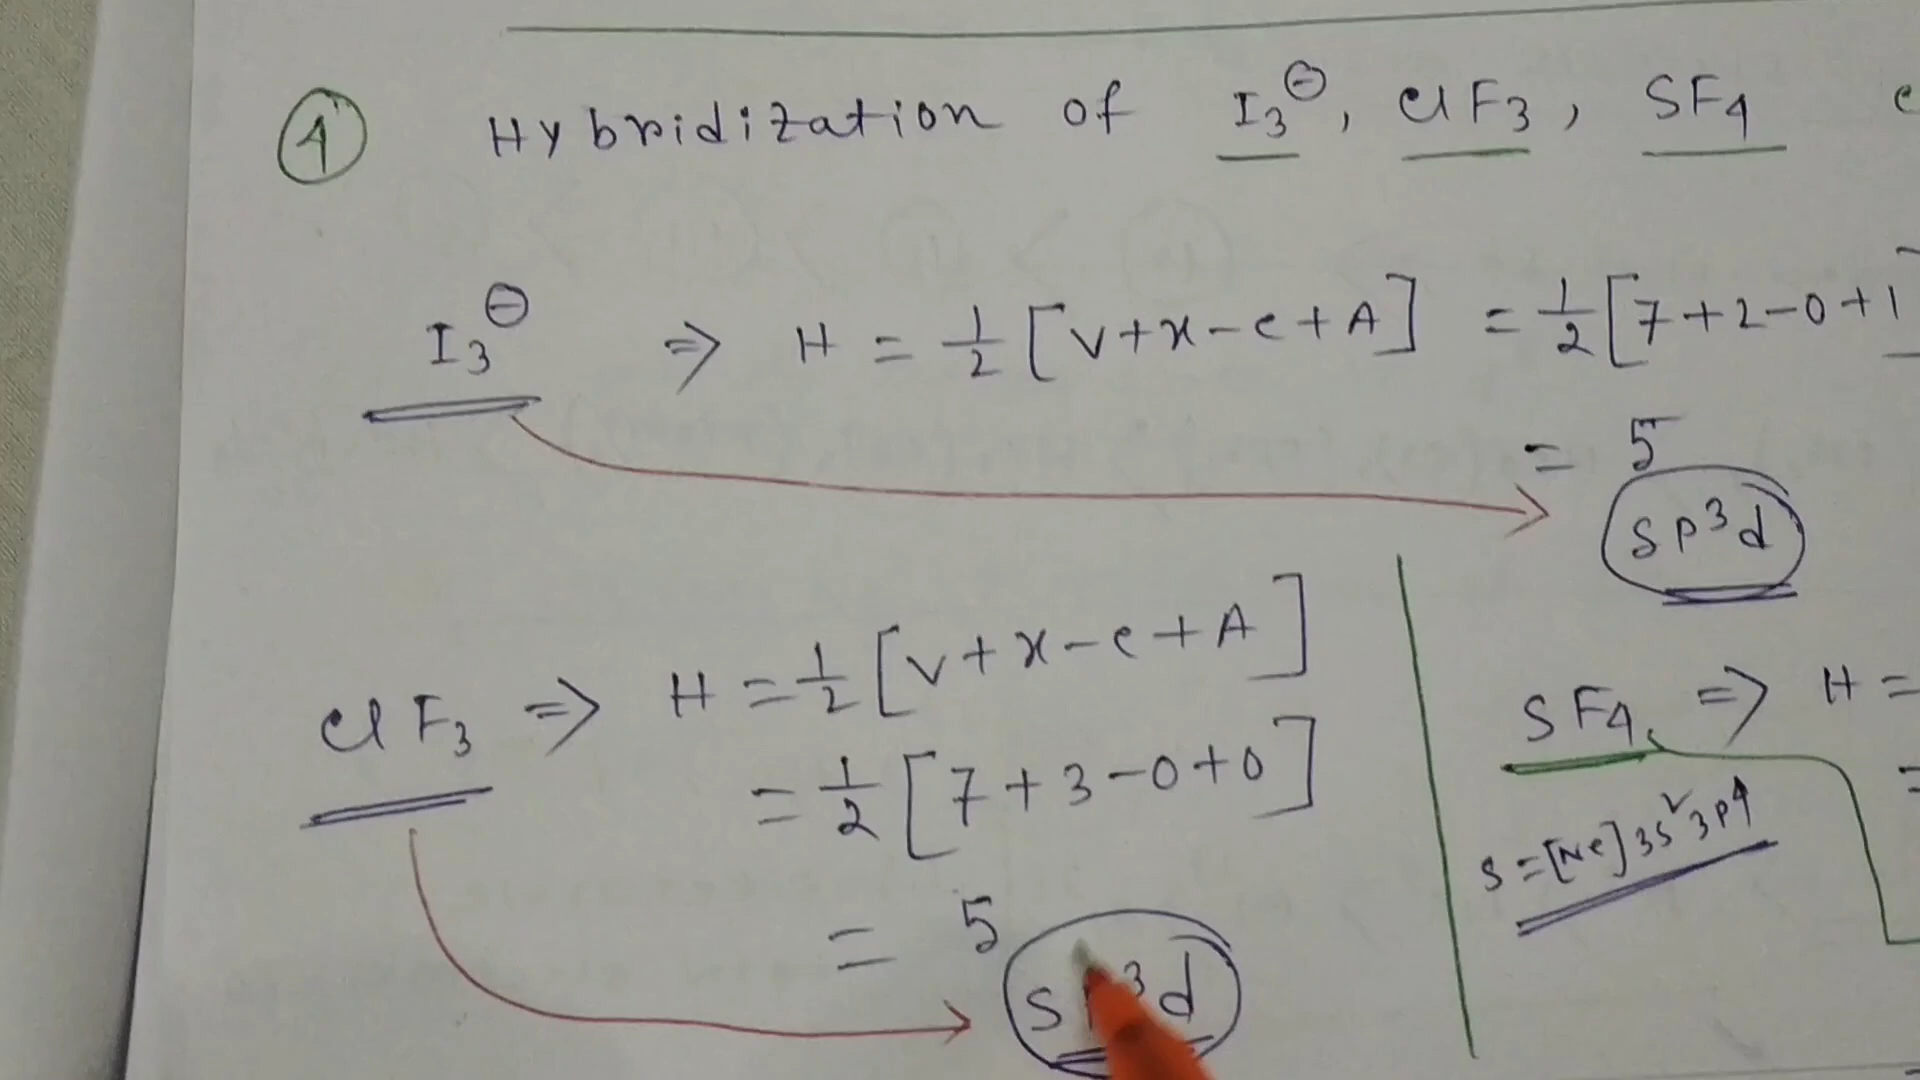 ④ Hybridization of I₃⊖, ClF₃, SF₄
I₃⊖ ⇒ H = 1/2 [V+x-c+A] = 1/2 [7+2-0+1
= 5
sp³d
ClF₃ ⇒ H = 1/2 [V+x-c+A]
= 1/2 [7+3-0+0]
= 5
sp³d
SF₄ ⇒ H =
S = [Ne] 3s² 3p⁴
=